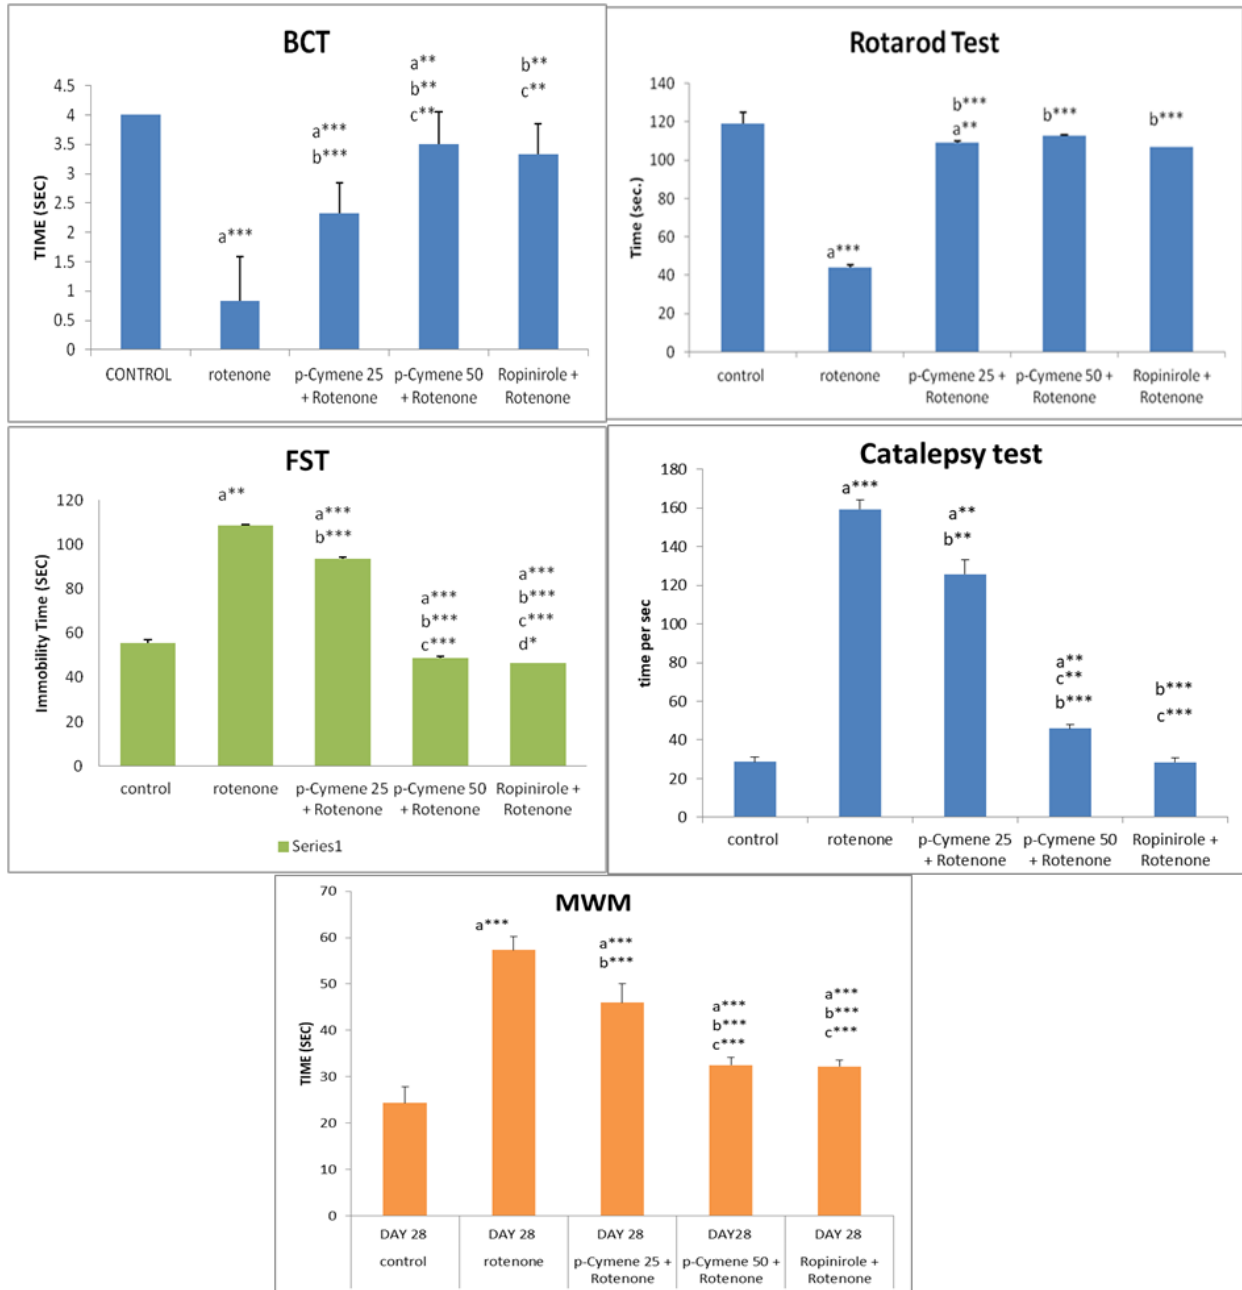 BCT
TIME (SEC)
4.5
4
3.5
3
2.5
2
1.5
1
0.5
0
a***
a***
b***
a**
b**
c**
b**
c**
CONTROL
rotenone
p-Cymene 25
+ Rotenone
p-Cymene 50
+ Rotenone
Ropinirole +
Rotenone
Rotarod Test
Time (sec.)
140
120
100
80
60
40
20
0
a***
b***
a**
b***
b***
control
rotenone
p-Cymene 25 +
Rotenone
p-Cymene 50 +
Rotenone
Ropinirole +
Rotenone
FST
Immobility Time (SEC)
120
100
80
60
40
20
0
a**
a***
b***
a***
b***
c***
a***
b***
c***
d*
control
rotenone
p-Cymene 25
+ Rotenone
p-Cymene 50
+ Rotenone
Ropinirole +
Rotenone
Series1
Catalepsy test
time per sec
180
160
140
120
100
80
60
40
20
0
a***
a**
b**
a**
c**
b***
b***
c***
control
rotenone
p-Cymene 25
+ Rotenone
p-Cymene 50
+ Rotenone
Ropinirole +
Rotenone
MWM
TIME (SEC)
70
60
50
40
30
20
10
0
a***
a***
b***
a***
b***
c***
a***
b***
c***
DAY 28
DAY 28
DAY 28
DAY28
DAY 28
control
rotenone
p-Cymene 25 +
Rotenone
p-Cymene 50 +
Rotenone
Ropinirole +
Rotenone